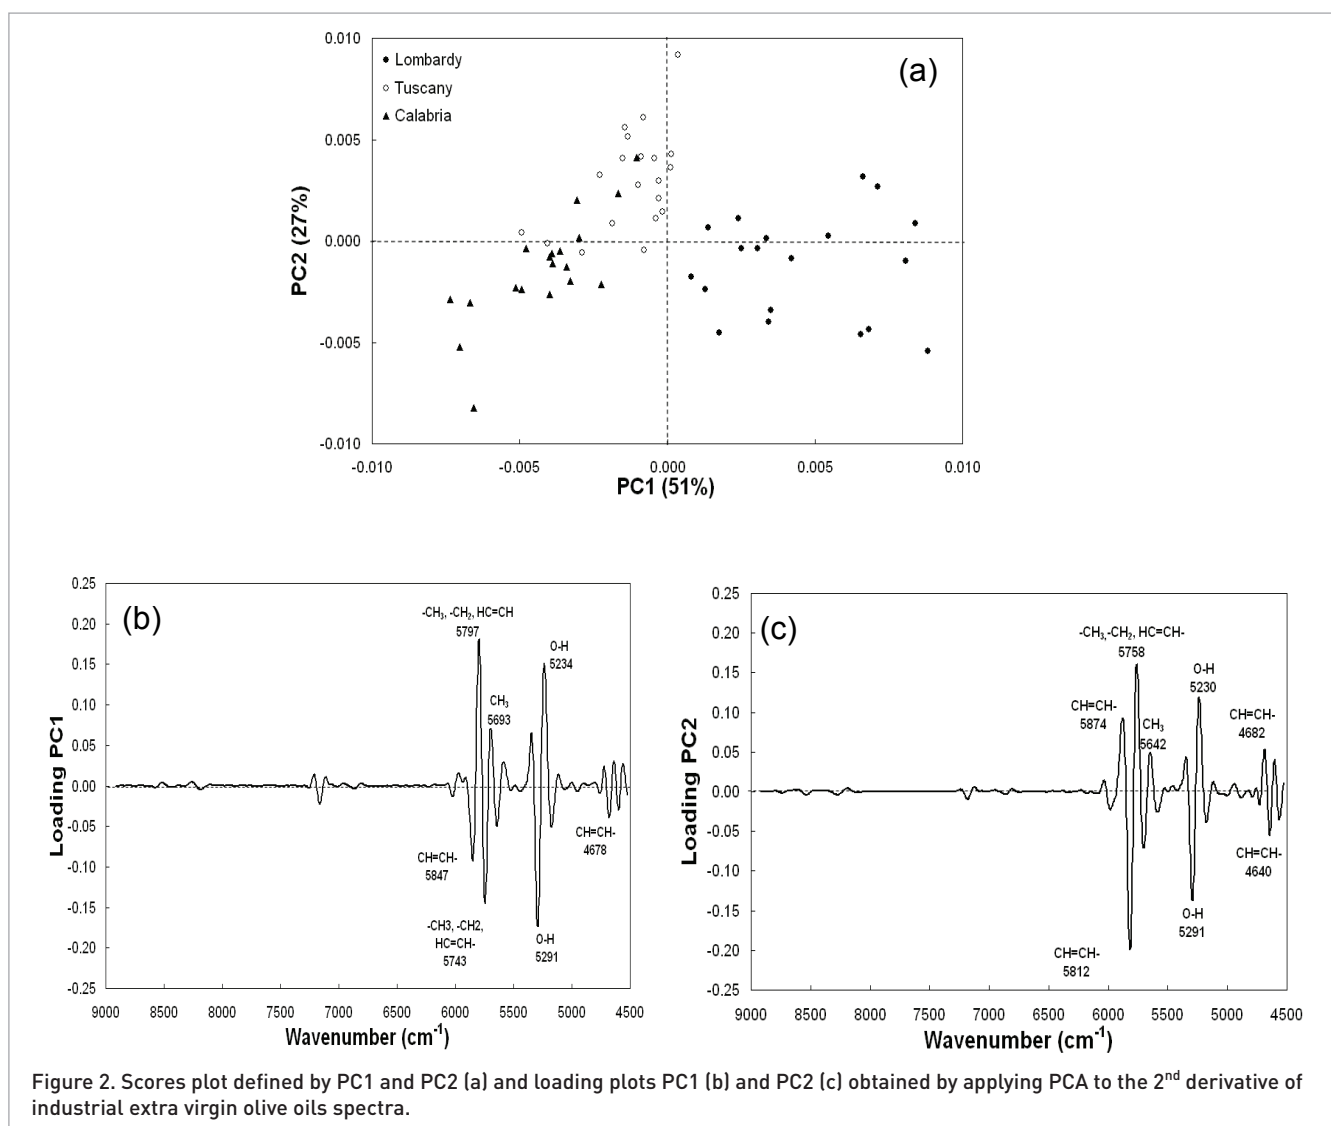 (a)
Lombardy
Tuscany
Calabria
0.010
0.005
0.000
-0.005
-0.010
PC2 (27%)
-0.010
-0.005
0.000
0.005
0.010
PC1 (51%)
(b)
0.25
0.20
0.15
0.10
0.05
0.00
-0.05
-0.10
-0.15
-0.20
-0.25
Loading PC1
-CH₃, -CH₂, HC=CH
5797
O-H
5234
CH₃
5693
CH=CH-
5847
CH=CH-
4678
-CH3, -CH2,
HC=CH-
5743
O-H
5291
9000 8500 8000 7500 7000 6500 6000 5500 5000 4500
Wavenumber (cm⁻¹)
(c)
0.25
0.20
0.15
0.10
0.05
0.00
-0.05
-0.10
-0.15
-0.20
-0.25
Loading PC2
-CH₃,-CH₂, HC=CH-
5758
O-H
5230
CH=CH-
5874
CH₃
5642
CH=CH-
4682
CH=CH-
4640
O-H
5291
CH=CH-
5812
9000 8500 8000 7500 7000 6500 6000 5500 5000 4500
Wavenumber (cm⁻¹)
Figure 2. Scores plot defined by PC1 and PC2 (a) and loading plots PC1 (b) and PC2 (c) obtained by applying PCA to the 2ⁿᵈ derivative of
industrial extra virgin olive oils spectra.